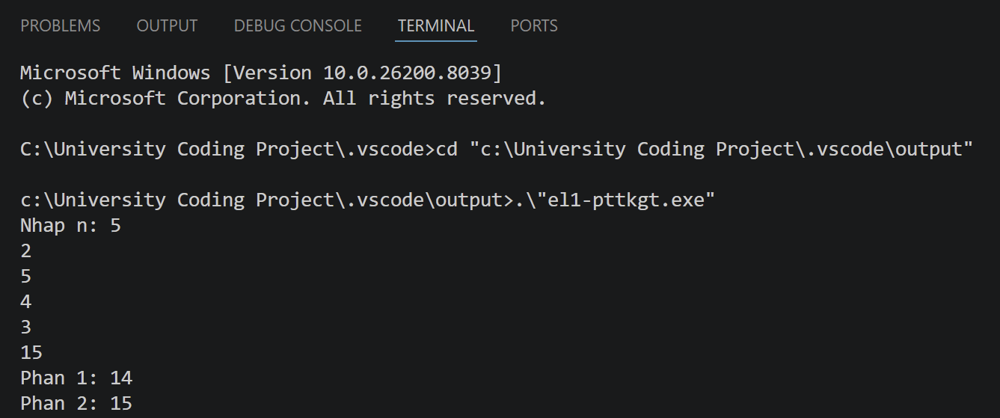 PROBLEMS OUTPUT DEBUG CONSOLE TERMINAL PORTS
Microsoft Windows [Version 10.0.26200.8039]
(c) Microsoft Corporation. All rights reserved.
C:\University Coding Project\.vscode>cd "c:\University Coding Project\.vscode\output"
c:\University Coding Project\.vscode\output>.\"el1-pttkgt.exe"
Nhap n: 5
2
5
4
3
15
Phan 1: 14
Phan 2: 15